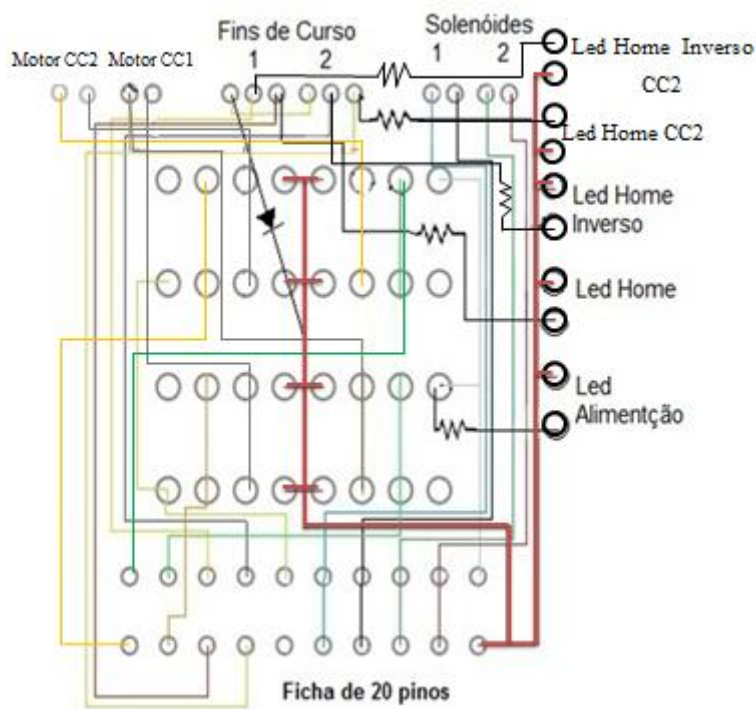 Fins de Curso
Solenóides
1 2
1 2
Motor CC2
Motor CC1
Led Home Inverso
CC2
Led Home CC2
Led Home
Inverso
Led Home
Led
Alimentção
Ficha de 20 pinos